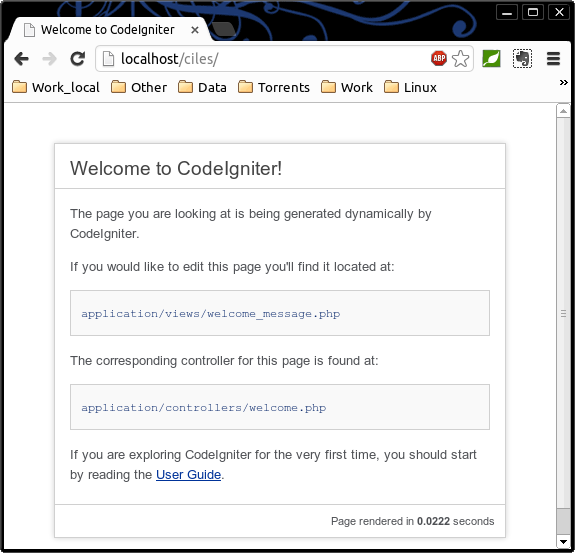 Welcome to CodeIgniter
localhost/ciles/
ABP
Work_local Other Data Torrents Work Linux »
Welcome to CodeIgniter!
The page you are looking at is being generated dynamically by
CodeIgniter.
If you would like to edit this page you'll find it located at:
application/views/welcome_message.php
The corresponding controller for this page is found at:
application/controllers/welcome.php
If you are exploring CodeIgniter for the very first time, you should start
by reading the User Guide.
Page rendered in 0.0222 seconds